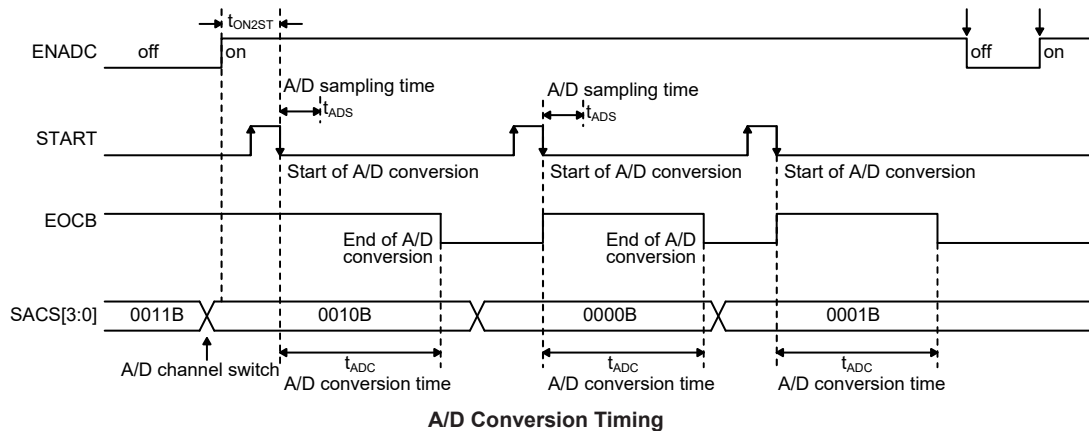 tON2ST
ENADC off on off on
A/D sampling time A/D sampling time
tADS tADS
START
Start of A/D conversion Start of A/D conversion Start of A/D conversion
EOCB
End of A/D conversion End of A/D conversion
SACS[3:0] 0011B 0010B 0000B 0001B
A/D channel switch
tADC tADC tADC
A/D conversion time A/D conversion time A/D conversion time
A/D Conversion Timing